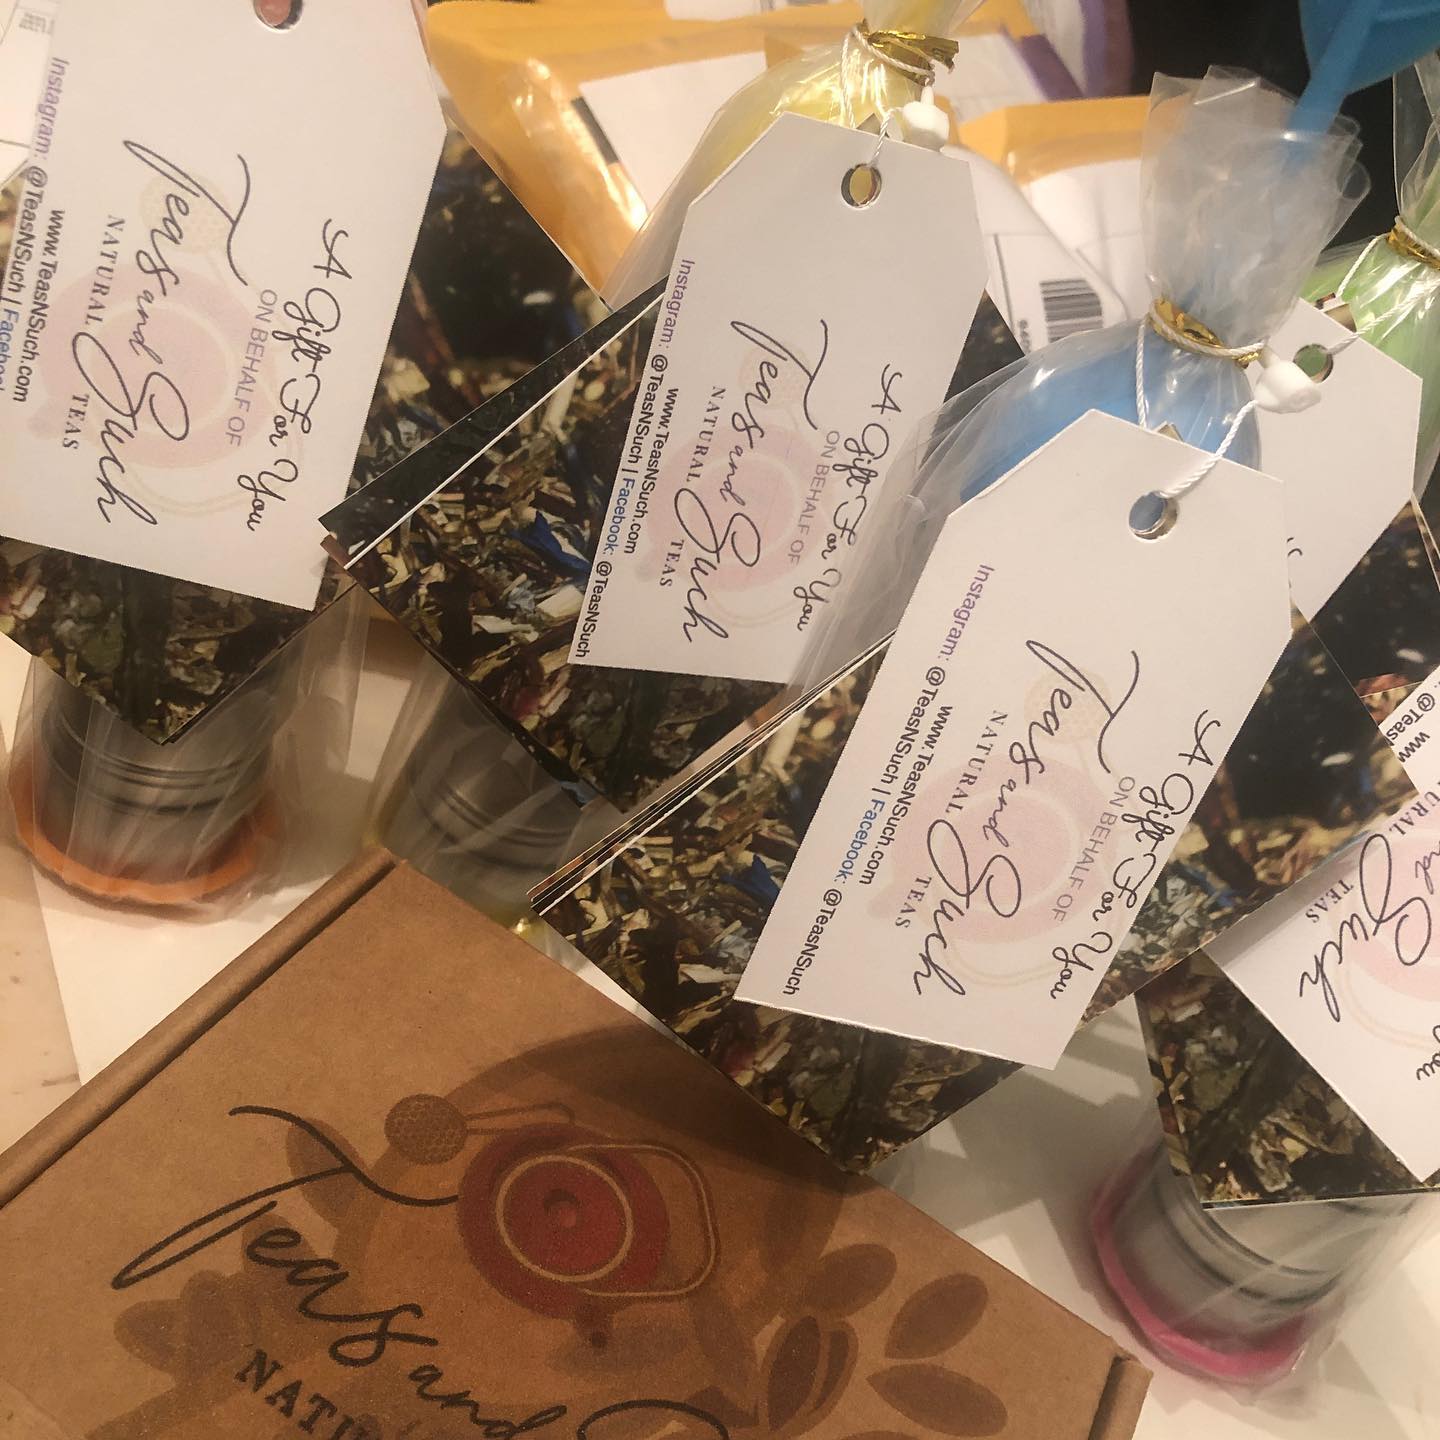 A Gift For You
ON BEHALF OF
Teas and Such
NATURAL TEAS
www.TeasNSuch.com
Instagram: @TeasNSuch | Facebook
A Gift For You
ON BEHALF OF
Teas and Such
NATURAL TEAS
www.TeasNSuch.com
Instagram: @TeasNSuch | Facebook: @TeasNSuch
A Gift For You
ON BEHALF OF
Teas and Such
NATURAL TEAS
www.TeasNSuch.com
Instagram: @TeasNSuch | Facebook: @TeasNSuch
You
Such
TEAS
www
@Teas
Teas and